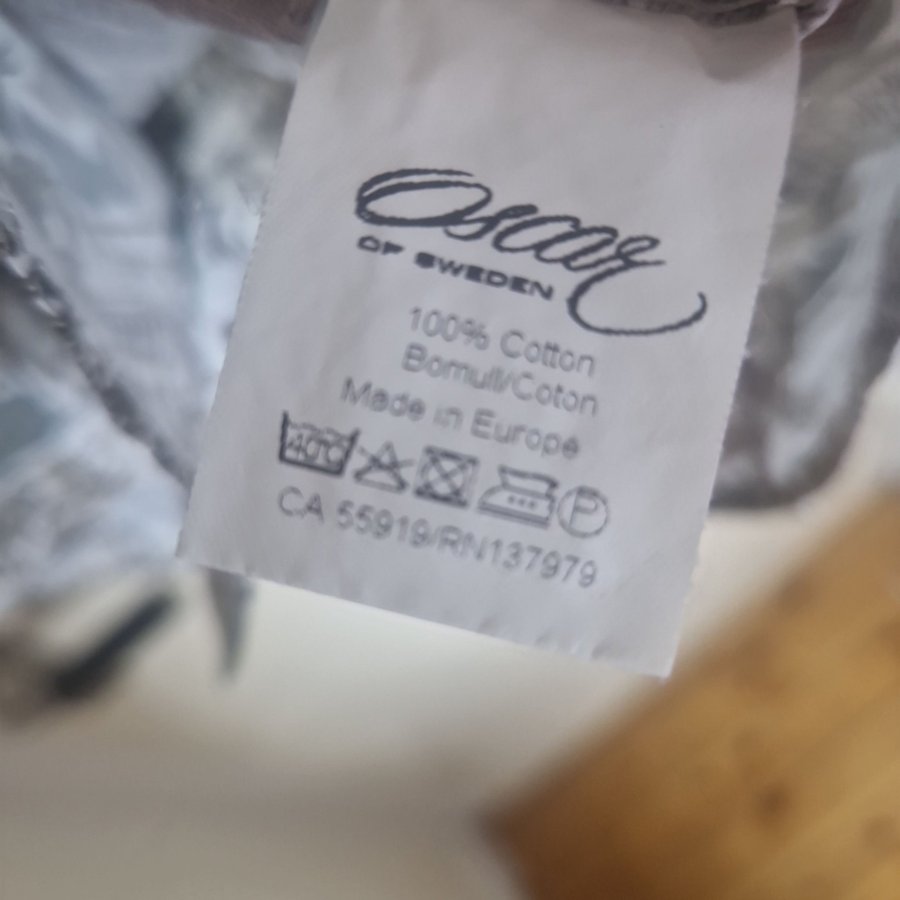 Oscar
OF SWEDEN
100% Cotton
Bomull/Coton
Made in Europe
40°C P
CA 55919/RN137979